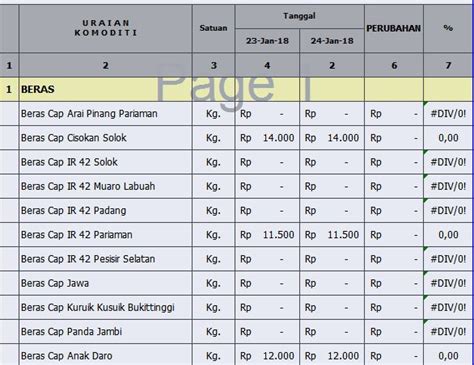 URAIAN KOMODITI Satuan Tanggal PERUBAHAN %
23-Jan-18 24-Jan-18
1 2 3 4 2 6 7
1 BERAS
Page 1
Beras Cap Arai Pinang Pariaman Kg. Rp - Rp - Rp - #DIV/0!
Beras Cap Cisokan Solok Kg. Rp 14.000 Rp 14.000 Rp - 0,00
Beras Cap IR 42 Solok Kg. Rp - Rp - Rp - #DIV/0!
Beras Cap IR 42 Muaro Labuah Kg. Rp - Rp - Rp - #DIV/0!
Beras Cap IR 42 Padang Kg. Rp - Rp - Rp - #DIV/0!
Beras Cap IR 42 Pariaman Kg. Rp 11.500 Rp 11.500 Rp - 0,00
Beras Cap IR 42 Pesisir Selatan Kg. Rp - Rp - Rp - #DIV/0!
Beras Cap Jawa Kg. Rp - Rp - Rp - #DIV/0!
Beras Cap Kuruik Kusuik Bukittinggi Kg. Rp - Rp - Rp - #DIV/0!
Beras Cap Panda Jambi Kg. Rp - Rp - Rp - #DIV/0!
Beras Cap Anak Daro Kg. Rp 12.000 Rp 12.000 Rp - 0,00